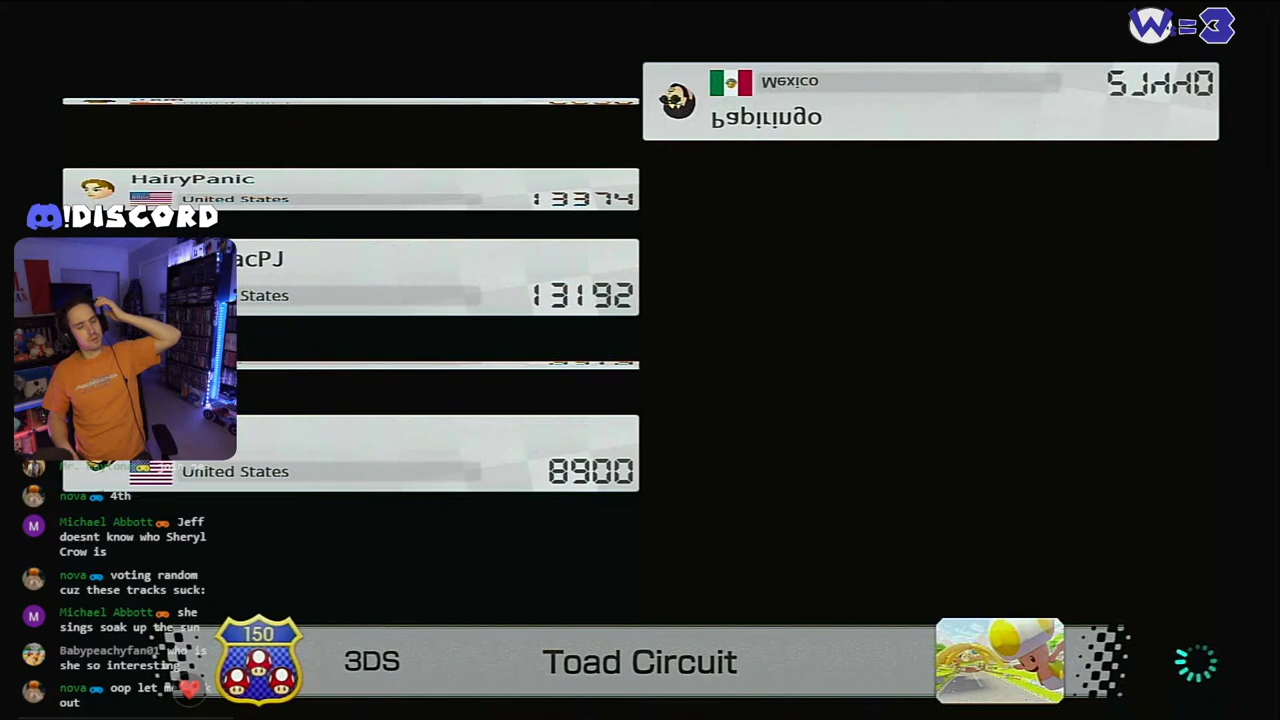 W=3
Mexico
Papiringo
HairyPanic
United States
13374
!DISCORD
acPJ
States
13192
United States
8900
nova 4th
Michael Abbott Jeff
doesnt know who Sheryl
Crow is
nova voting random
cuz these tracks suck:
Michael Abbott she
sings soak up the sun
Babypeachyfan01 who is
she so interesting
nova oop let
out
150
3DS
Toad Circuit